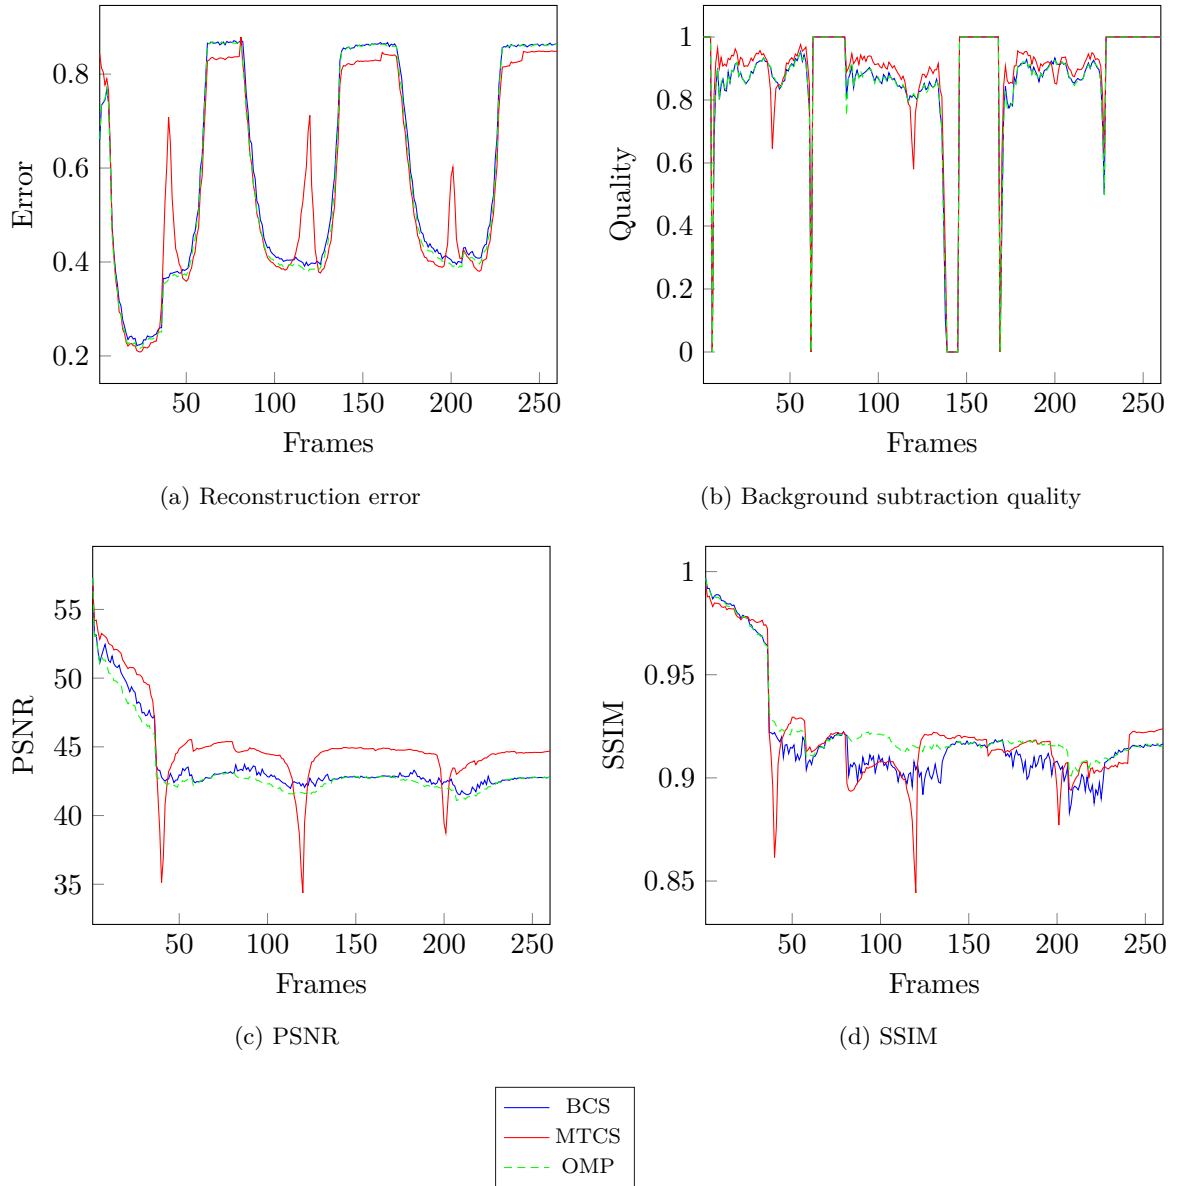 0.8
0.6
0.4
0.2
Error
50 100 150 200 250
Frames
(a) Reconstruction error
1
0.8
0.6
0.4
0.2
0
Quality
50 100 150 200 250
Frames
(b) Background subtraction quality
55
50
45
40
35
PSNR
50 100 150 200 250
Frames
(c) PSNR
1
0.95
0.9
0.85
SSIM
50 100 150 200 250
Frames
(d) SSIM
BCS
MTCS
OMP